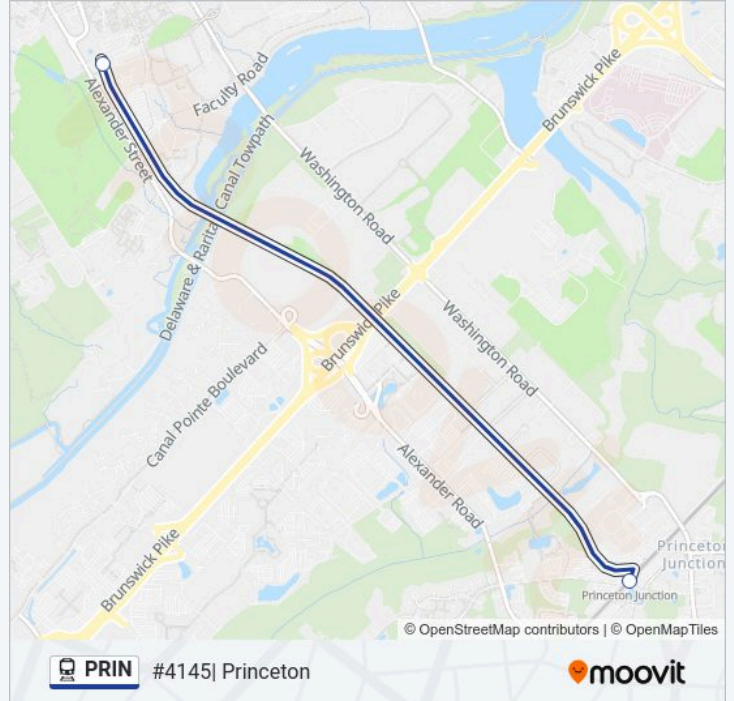 Faculty Road
Brunswick Pike
Alexander Street
Delaware & Raritan Canal Towpath
Washington Road
Brunswick Pike
Washington Road
Canal Pointe Boulevard
Alexander Road
Brunswick Pike
Princeton
Junction
Princeton Junction
© OpenStreetMap contributors | © OpenMapTiles
PRIN #4145| Princeton
moovit